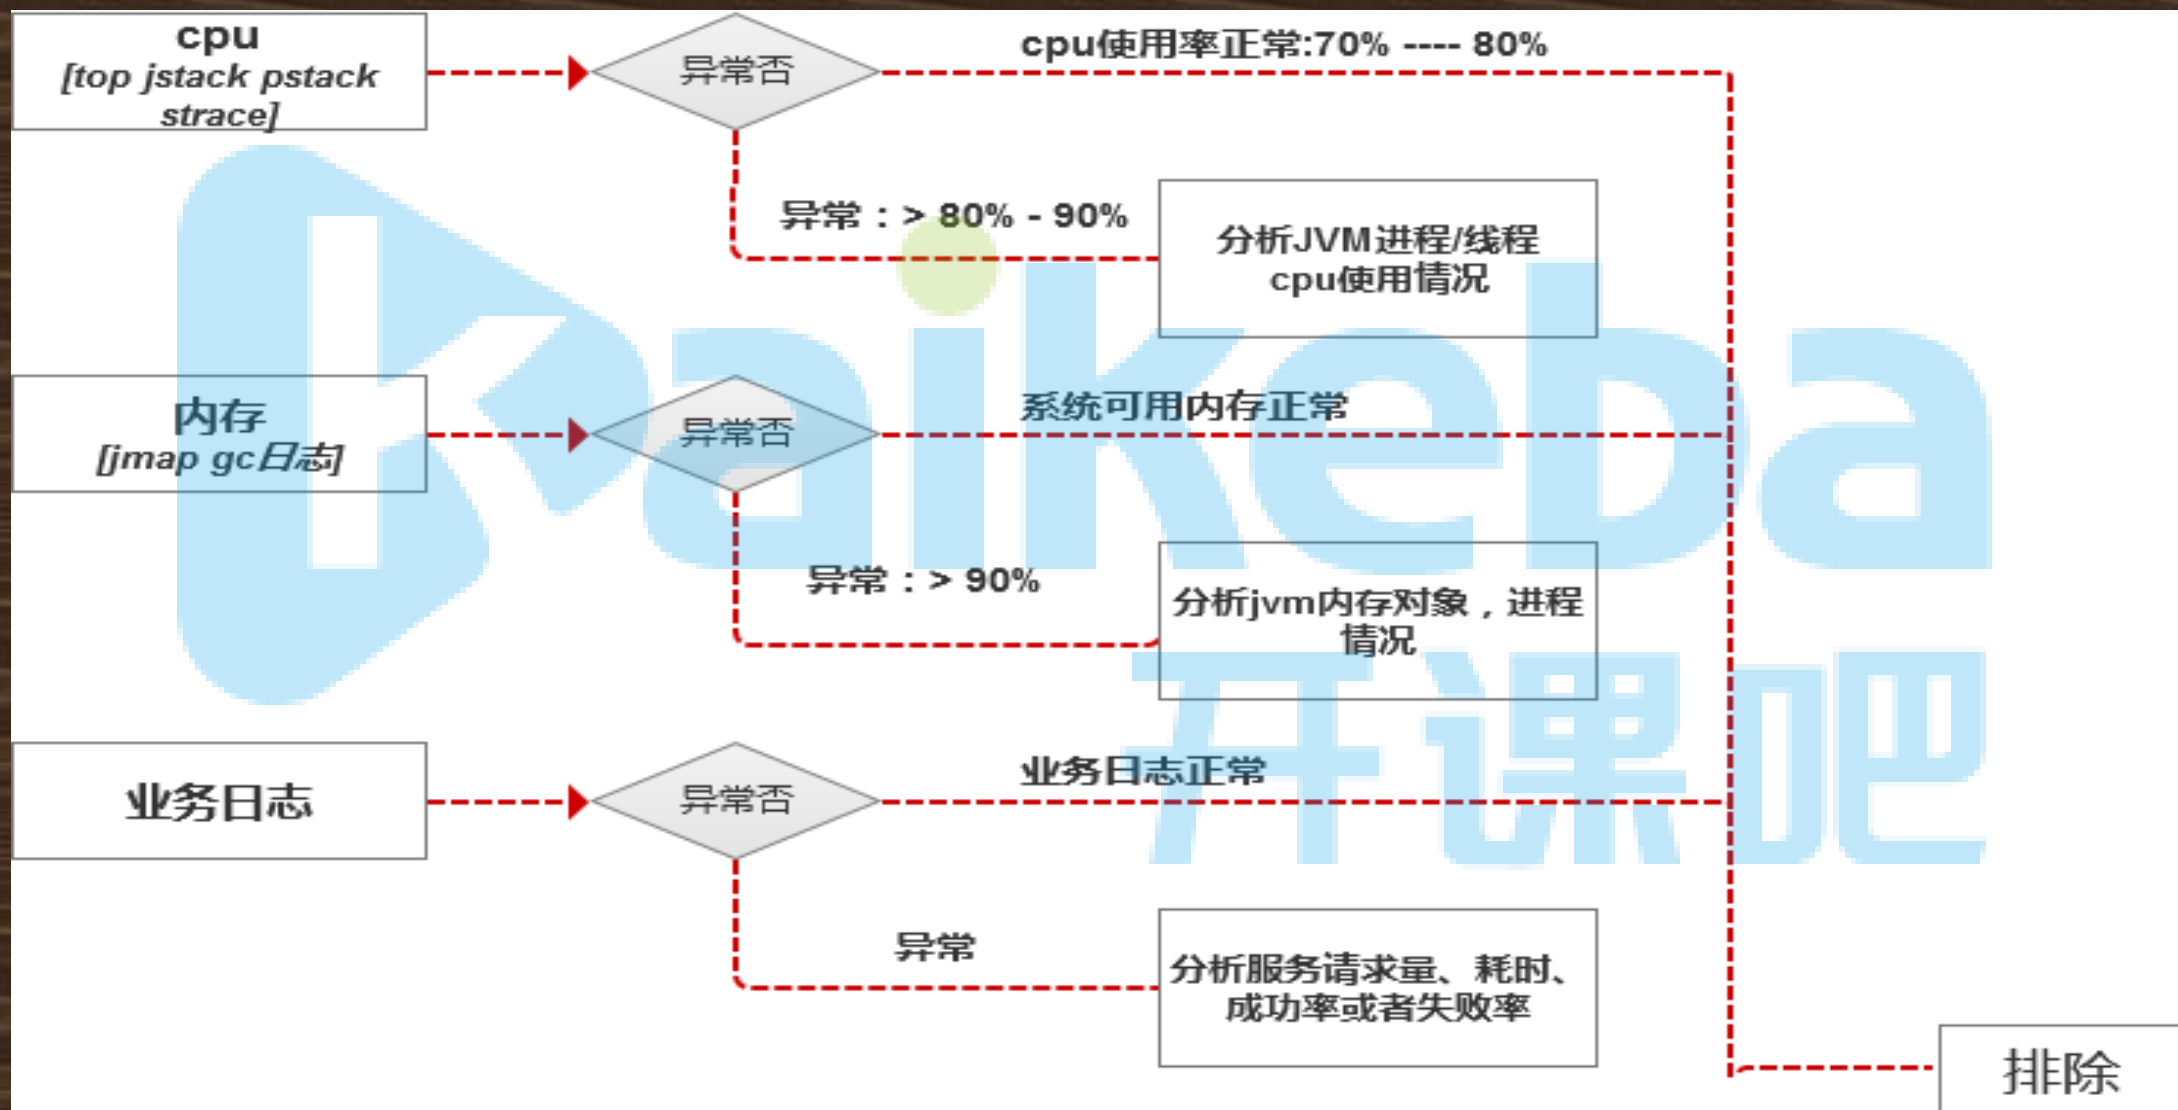 cpu
[top jstack pstack
strace]
异常否
cpu使用率正常:70% ---- 80%
异常：> 80% - 90%
分析JVM进程/线程
cpu使用情况
内存
[jmap gc日志]
异常否
系统可用内存正常
异常：> 90%
分析jvm内存对象，进程
情况
业务日志
异常否
业务日志正常
异常
分析服务请求量、耗时、
成功率或者失败率
排除
Kaikeba
开课吧